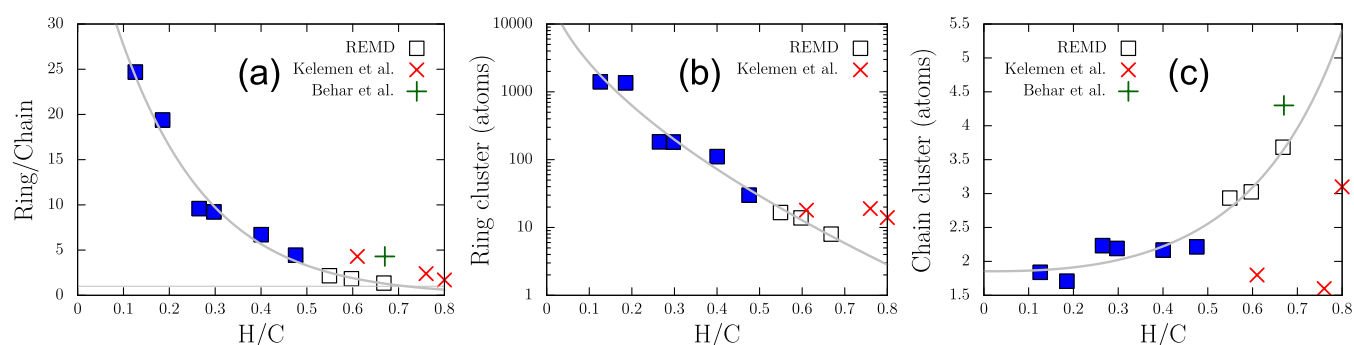 30
25
20
15
10
5
0
Ring/Chain
REMD
Kelemen et al.
Behar et al.
(a)
0 0.1 0.2 0.3 0.4 0.5 0.6 0.7 0.8
H/C
10000
1000
100
10
1
Ring cluster (atoms)
REMD
Kelemen et al.
(b)
0 0.1 0.2 0.3 0.4 0.5 0.6 0.7 0.8
H/C
5.5
5
4.5
4
3.5
3
2.5
2
1.5
Chain cluster (atoms)
REMD
Kelemen et al.
Behar et al.
(c)
0 0.1 0.2 0.3 0.4 0.5 0.6 0.7 0.8
H/C